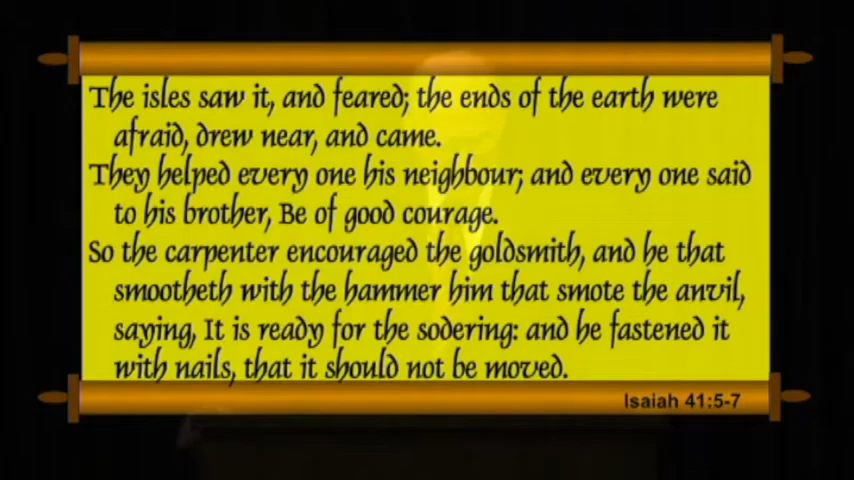 The isles saw it, and feared; the ends of the earth were
afraid, drew near, and came.
They helped every one his neighbour; and every one said
to his brother, Be of good courage.
So the carpenter encouraged the goldsmith, and he that
smootheth with the hammer him that smote the anvil,
saying, It is ready for the sodering: and he fastened it
with nails, that it should not be moved.
Isaiah 41:5-7